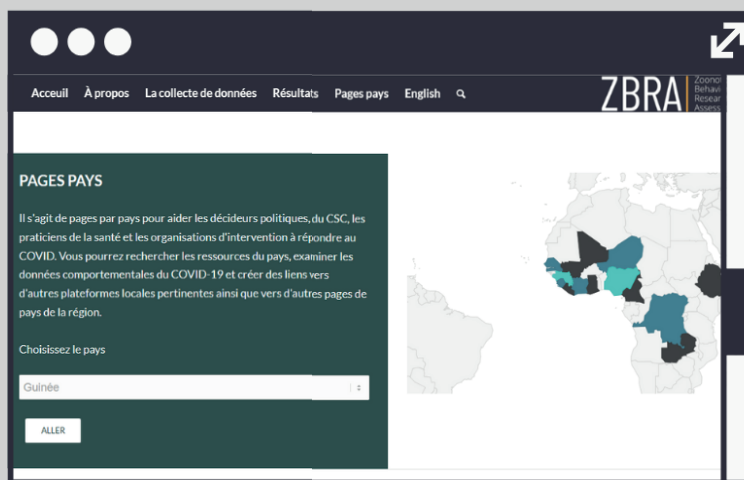 Acceuil À propos La collecte de données Résultats Pages pays English
ZBRA
PAGES PAYS
Il s'agit de pages par pays pour aider les décideurs politiques, du CSC, les
praticiens de la santé et les organisations d'intervention à répondre au
COVID. Vous pourrez rechercher les ressources du pays, examiner les
données comportementales du COVID-19 et créer des liens vers
d'autres plateformes locales pertinentes ainsi que vers d'autres pages de
pays de la région.
Choisissez le pays
Guinée
ALLER